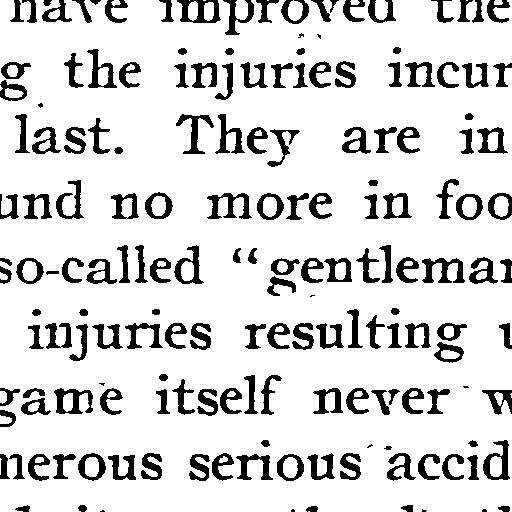 have improved the
g the injuries incur
last. They are in
und no more in foo
so-called "gentleman
injuries resulting u
game itself never w
nerous serious accid